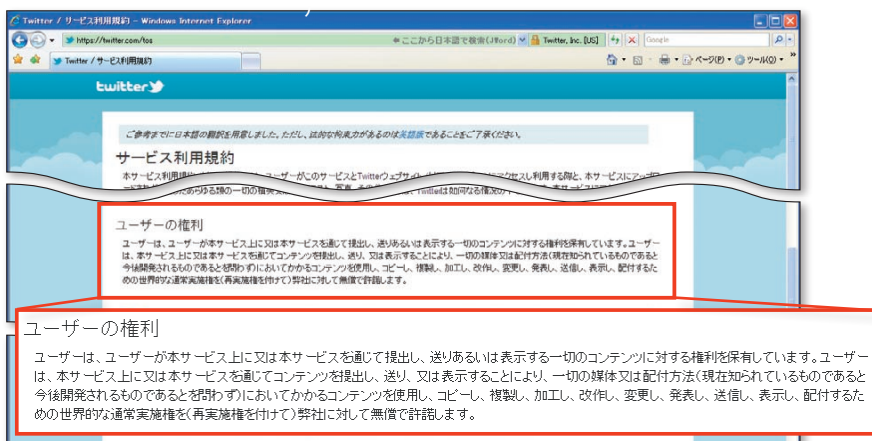 Twitter / サービス利用規約 - Windows Internet Explorer
https://twitter.com/tos
ここから日本語で検索(JWord)
Twitter, Inc. [US]
Google
Twitter / サービス利用規約
ページ(P)
ツール(O)
twitter
ご参考までに日本語の翻訳を用意しました。ただし、法的な拘束力があるのは英語版であることをご了承ください。
サービス利用規約
ユーザーの権利
ユーザーは、ユーザーが本サービス上に又は本サービスを通じて提出し、送りあるいは表示する一切のコンテンツに対する権利を保有しています。ユーザー
は、本サービス上に又は本サービスを通じてコンテンツを提出し、送り、又は表示することにより、一切の媒体又は配付方法(現在知られているものであると
今後開発されるものであるとを問わず)においてかかるコンテンツを使用し、コピーし、複製し、加工し、改作し、変更し、発表し、送信し、表示し、配付するた
めの世界的な通常実施権を(再実施権を付けて)弊社に対して無償で許諾します。
ユーザーの権利
ユーザーは、ユーザーが本サービス上に又は本サービスを通じて提出し、送りあるいは表示する一切のコンテンツに対する権利を保有しています。ユーザー
は、本サービス上に又は本サービスを通じてコンテンツを提出し、送り、又は表示することにより、一切の媒体又は配付方法(現在知られているものであると
今後開発されるものであるとを問わず)においてかかるコンテンツを使用し、コピーし、複製し、加工し、改作し、変更し、発表し、送信し、表示し、配付するた
めの世界的な通常実施権を(再実施権を付けて)弊社に対して無償で許諾します。